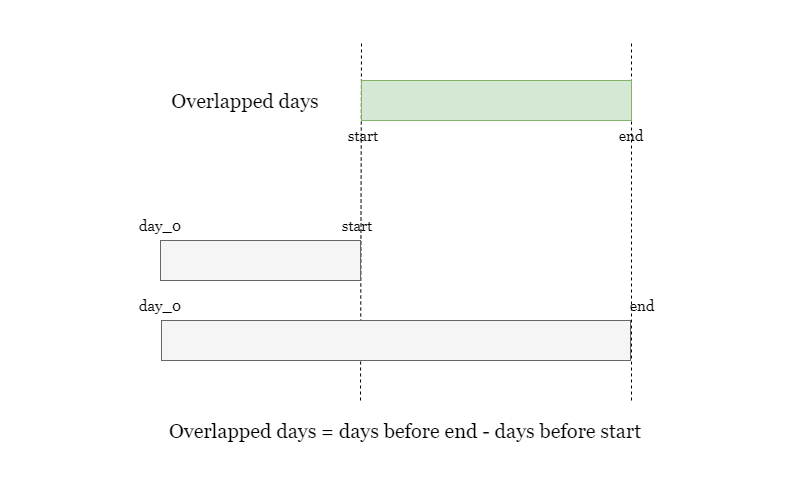 Overlapped days
start
end
day_0
start
day_0
end
Overlapped days = days before end - days before start